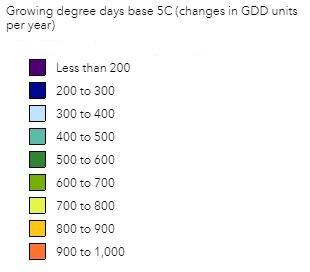 Growing degree days base 5C (changes in GDD units
per year)
Less than 200
200 to 300
300 to 400
400 to 500
500 to 600
600 to 700
700 to 800
800 to 900
900 to 1,000